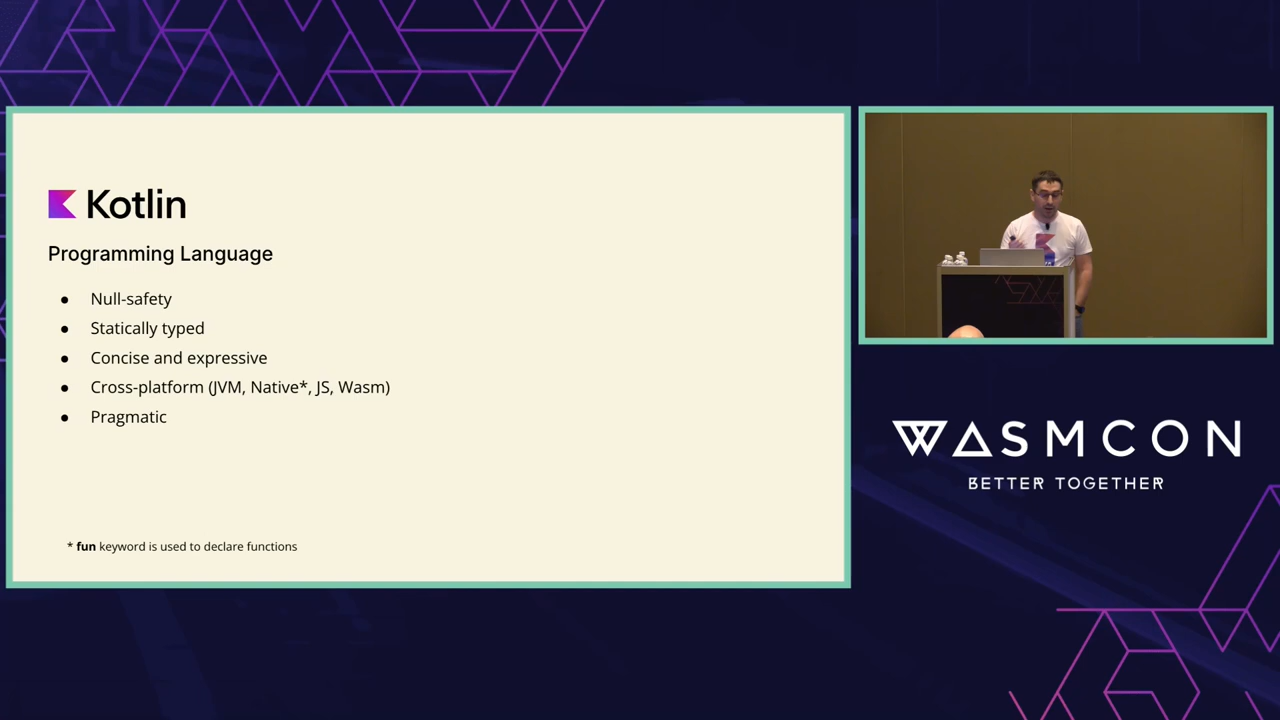 Kotlin
Programming Language
● Null-safety
● Statically typed
● Concise and expressive
● Cross-platform (JVM, Native*, JS, Wasm)
● Pragmatic
* fun keyword is used to declare functions
WASMCON
BETTER TOGETHER